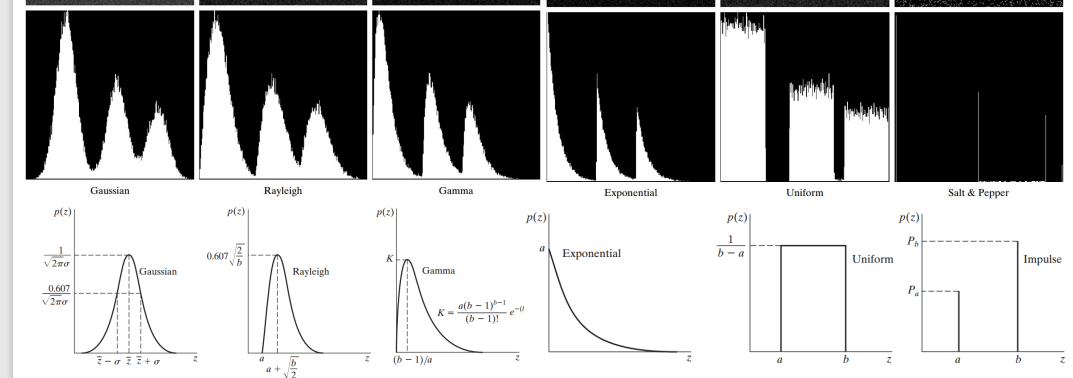 Gaussian
Rayleigh
Gamma
Exponential
Uniform
Salt & Pepper
p(z)
1
√2πσ
0.607
√2πσ
Gaussian
z̄ − σ z̄ z̄ + σ z
p(z)
0.607 √2/b
Rayleigh
a
a + √b/2
z
p(z)
K
Gamma
K = a(b − 1)^b−1 / (b − 1)! e^−(
(b − 1)/a
z
p(z)
a
Exponential
z
p(z)
1
b − a
Uniform
a b z
p(z)
P_b
P_a
Impulse
a b z